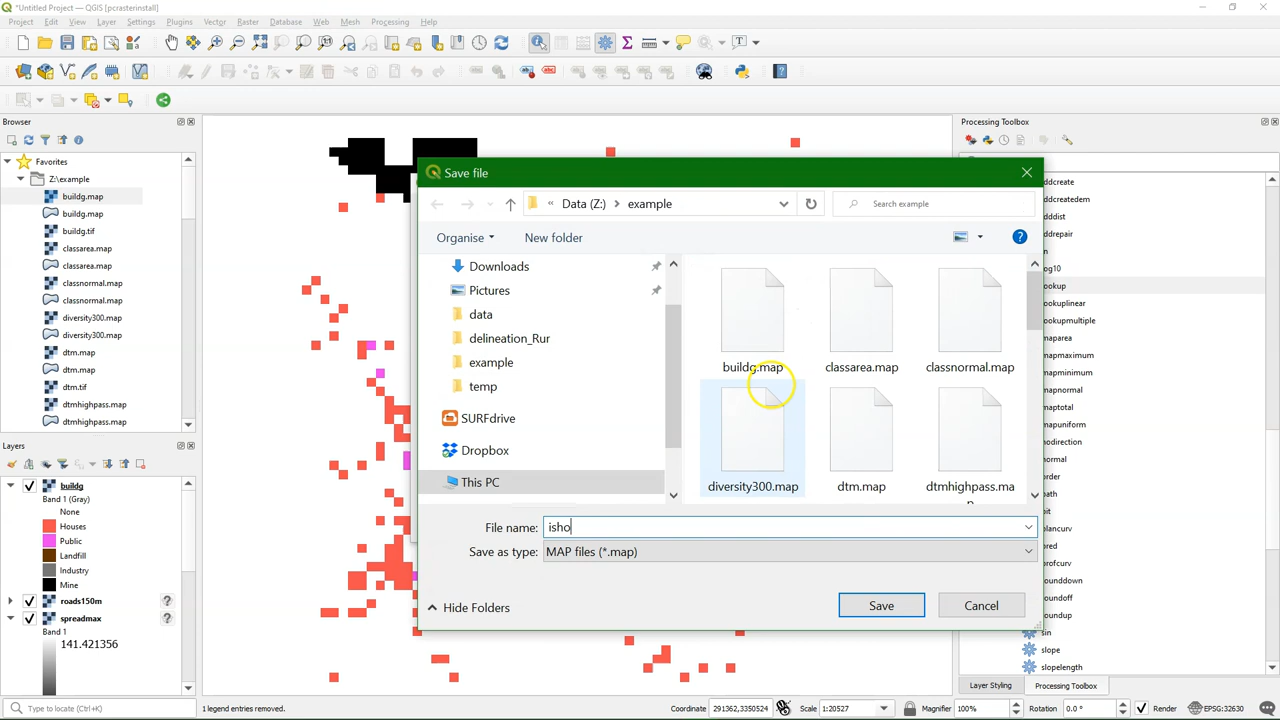 *Untitled Project — QGIS [pcrasterinstall]
Project Edit View Layer Settings Plugins Vector Raster Database Web Mesh Processing Help
Browser
Favorites
Z:\example
buildg.map
buildg.map
buildg.tif
classarea.map
classarea.map
classnormal.map
classnormal.map
diversity300.map
diversity300.map
dtm.map
dtm.map
dtm.tif
dtmhighpass.map
dtmhighpass.map
Layers
buildg
Band 1 (Gray)
None
Houses
Public
Landfill
Industry
Mine
roads150m
spreadmax
Band 1
141.421356
Save file
Data (Z:) example
Search example
Organise New folder
Downloads
Pictures
data
delineation_Rur
example
temp
SURFdrive
Dropbox
This PC
buildg.map classarea.map classnormal.map
diversity300.map dtm.map dtmhighpass.ma
File name: isho
Save as type: MAP files (*.map)
Hide Folders
Save Cancel
Processing Toolbox
ddcreate
ddcreatedem
dddist
ddrepair
n
og10
ookup
ookuplinear
ookupmultiple
maparea
mapmaximum
mapminimum
mapnormal
maptotal
mapuniform
nodirection
normal
or
pit
plancurv
pred
profcurv
rounddown
roundoff
roundup
sin
slope
slopelength
Layer Styling Processing Toolbox
Type to locate (Ctrl+K) 1 legend entries removed. Coordinate 291362,3350524 Scale 1:20527 Magnifier 100% Rotation 0.0 ° Render EPSG:32630